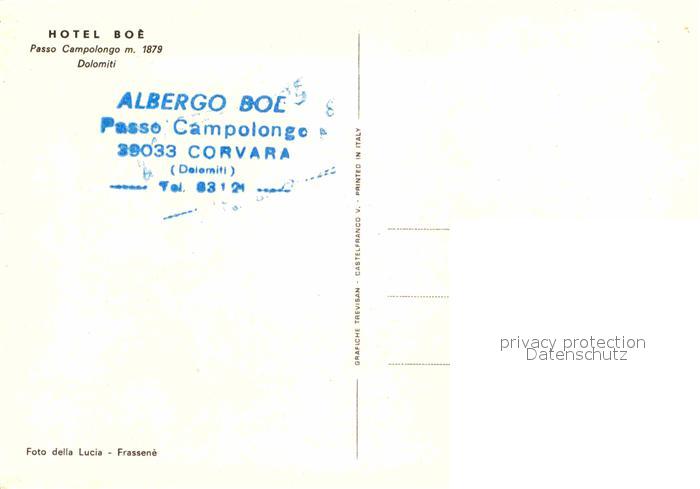 HOTEL BOÈ
Passo Campolongo m. 1879
Dolomiti
ALBERGO BOE
Passo Campolongo
39033 CORVARA
(Dolomiti)
Tel. 83121
GRAFICHE TREVISAN - CASTELFRANCO V. - PRINTED IN ITALY
privacy protection
Datenschutz
Foto della Lucia - Frassenè